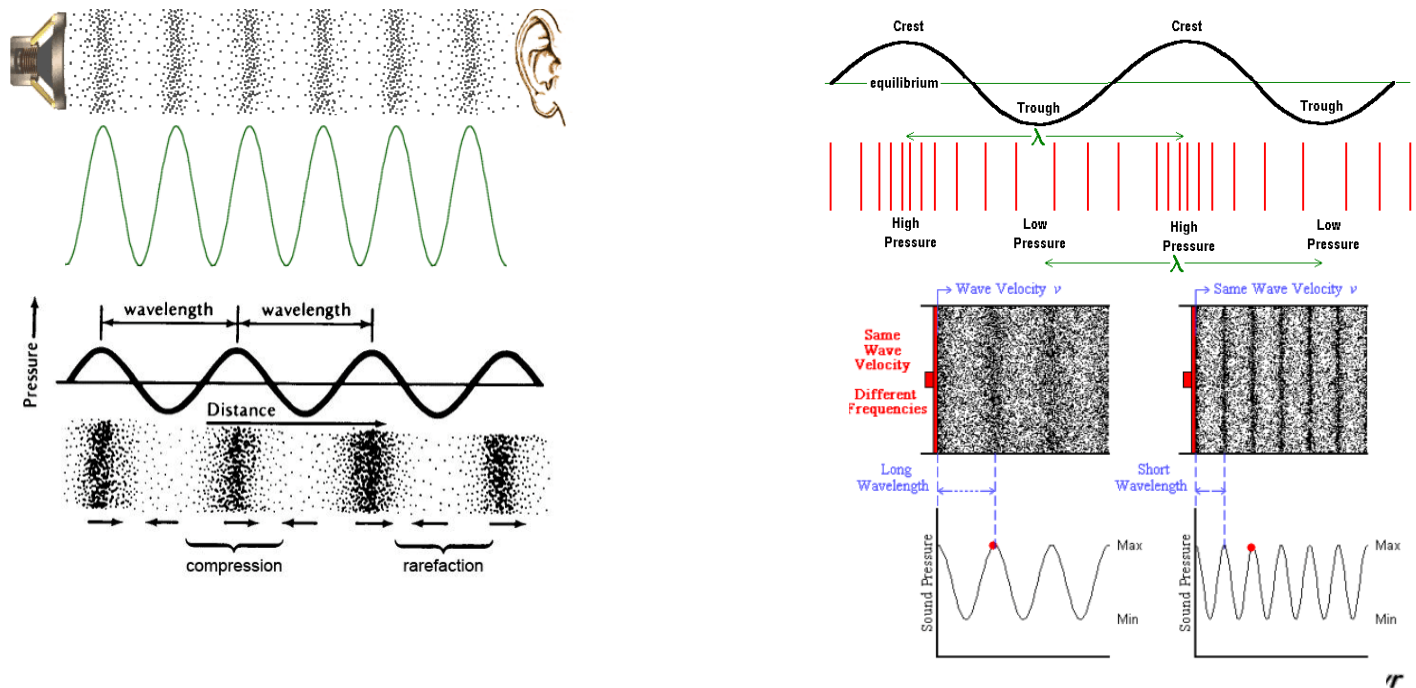 wavelength
wavelength
Pressure
Distance
compression
rarefaction
Crest
Crest
equilibrium
Trough
Trough
λ
High
Pressure
Low
Pressure
High
Pressure
Low
Pressure
λ
Wave Velocity v
Same Wave Velocity v
Same
Wave
Velocity
Different
Frequencies
Long
Wavelength
Short
Wavelength
Sound Pressure
Max
Min
Sound Pressure
Max
Min